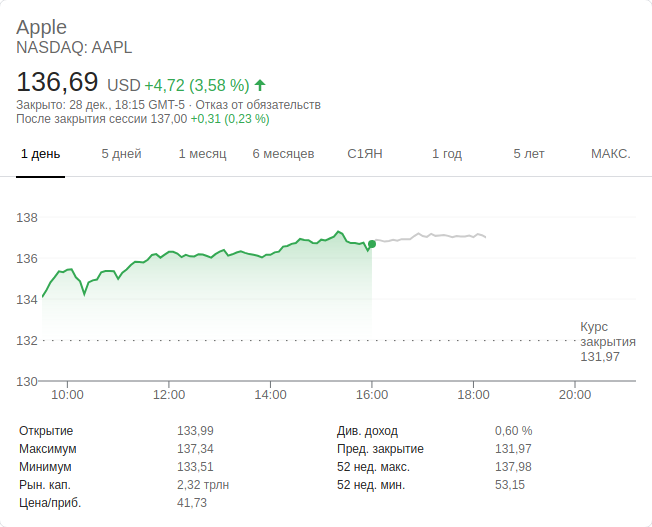 Apple
NASDAQ: AAPL
136,69 USD +4,72 (3,58 %)
Закрыто: 28 дек., 18:15 GMT-5 · Отказ от обязательств
После закрытия сессии 137,00 +0,31 (0,23 %)
1 день 5 дней 1 месяц 6 месяцев С1ЯН 1 год 5 лет МАКС.
138
136
134
132
130
Курс
закрытия
131,97
10:00 12:00 14:00 16:00 18:00 20:00
Открытие 133,99 Див. доход 0,60 %
Максимум 137,34 Пред. закрытие 131,97
Минимум 133,51 52 нед. макс. 137,98
Рын. кап. 2,32 трлн 52 нед. мин. 53,15
Цена/приб. 41,73